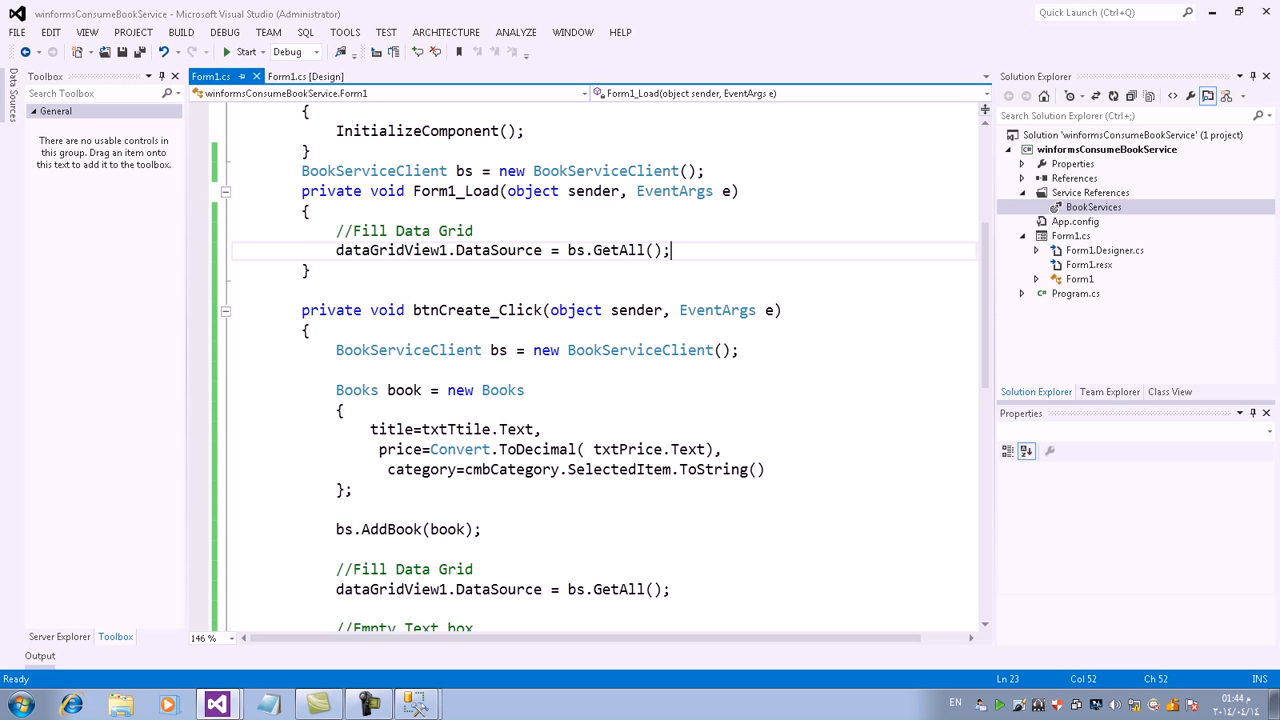 winformsConsumeBookService - Microsoft Visual Studio (Administrator)
Quick Launch (Ctrl+Q)
FILE EDIT VIEW PROJECT BUILD DEBUG TEAM SQL TOOLS TEST ARCHITECTURE ANALYZE WINDOW HELP
Start Debug
Toolbox
Form1.cs
Form1.cs [Design]
Solution Explorer
Data Sources
Search Toolbox
winformsConsumeBookService.Form1
Form1_Load(object sender, EventArgs e)
General
There are no usable controls in
this group. Drag an item onto
this text to add it to the toolbox.
{
InitializeComponent();
}
BookServiceClient bs = new BookServiceClient();
private void Form1_Load(object sender, EventArgs e)
{
//Fill Data Grid
dataGridView1.DataSource = bs.GetAll();
}
private void btnCreate_Click(object sender, EventArgs e)
{
BookServiceClient bs = new BookServiceClient();
Books book = new Books
{
title=txtTtile.Text,
price=Convert.ToDecimal( txtPrice.Text),
category=cmbCategory.SelectedItem.ToString()
};
bs.AddBook(book);
//Fill Data Grid
dataGridView1.DataSource = bs.GetAll();
//Empty Text box
146 %
Search Solution Explorer (Ctrl+;)
Solution 'winformsConsumeBookService' (1 project)
winformsConsumeBookService
Properties
References
Service References
BookServices
App.config
Form1.cs
Form1.Designer.cs
Form1.resx
Form1
Program.cs
Solution Explorer Team Explorer Class View
Properties
Server Explorer Toolbox
Output
Ready
Ln 23 Col 52 Ch 52 INS
EN
01:44 م
٢٠١٤/٠٤/١٤